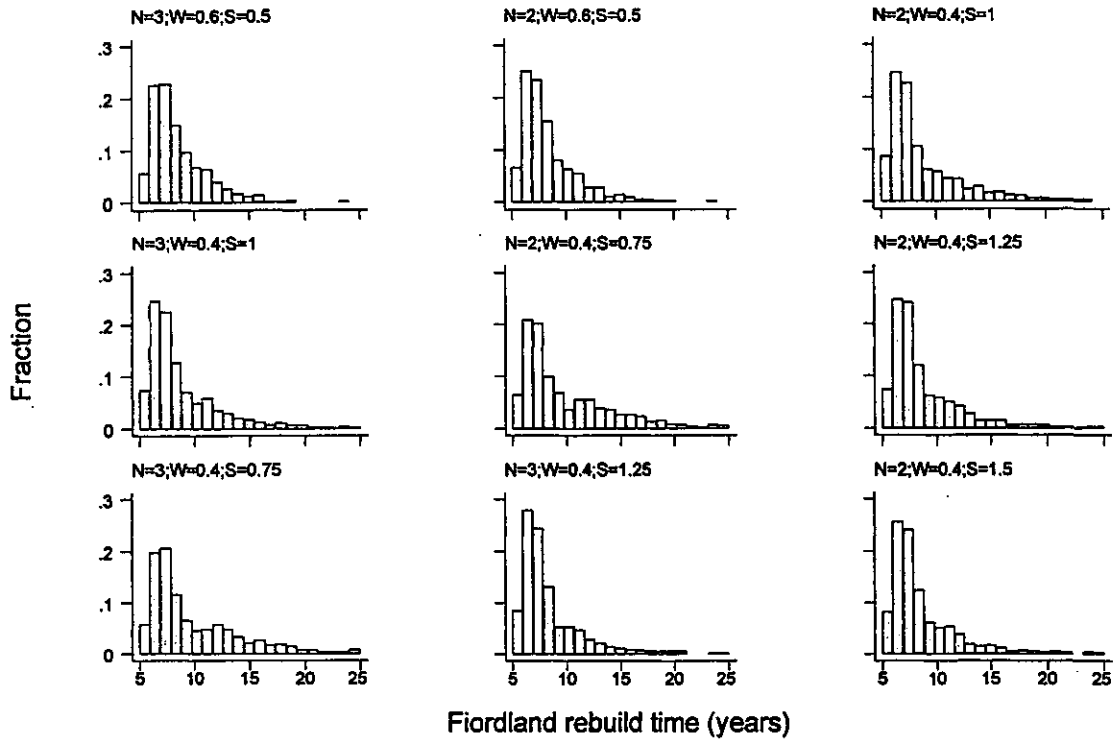 N=3;W=0.6;S=0.5
N=2;W=0.6;S=0.5
N=2;W=0.4;S=1
.3
.2
.1
0
N=3;W=0.4;S=1
N=2;W=0.4;S=0.75
N=2;W=0.4;S=1.25
.3
.2
.1
0
Fraction
N=3;W=0.4;S=0.75
N=3;W=0.4;S=1.25
N=2;W=0.4;S=1.5
.3
.2
.1
0
5 10 15 20 25
5 10 15 20 25
5 10 15 20 25
Fiordland rebuild time (years)